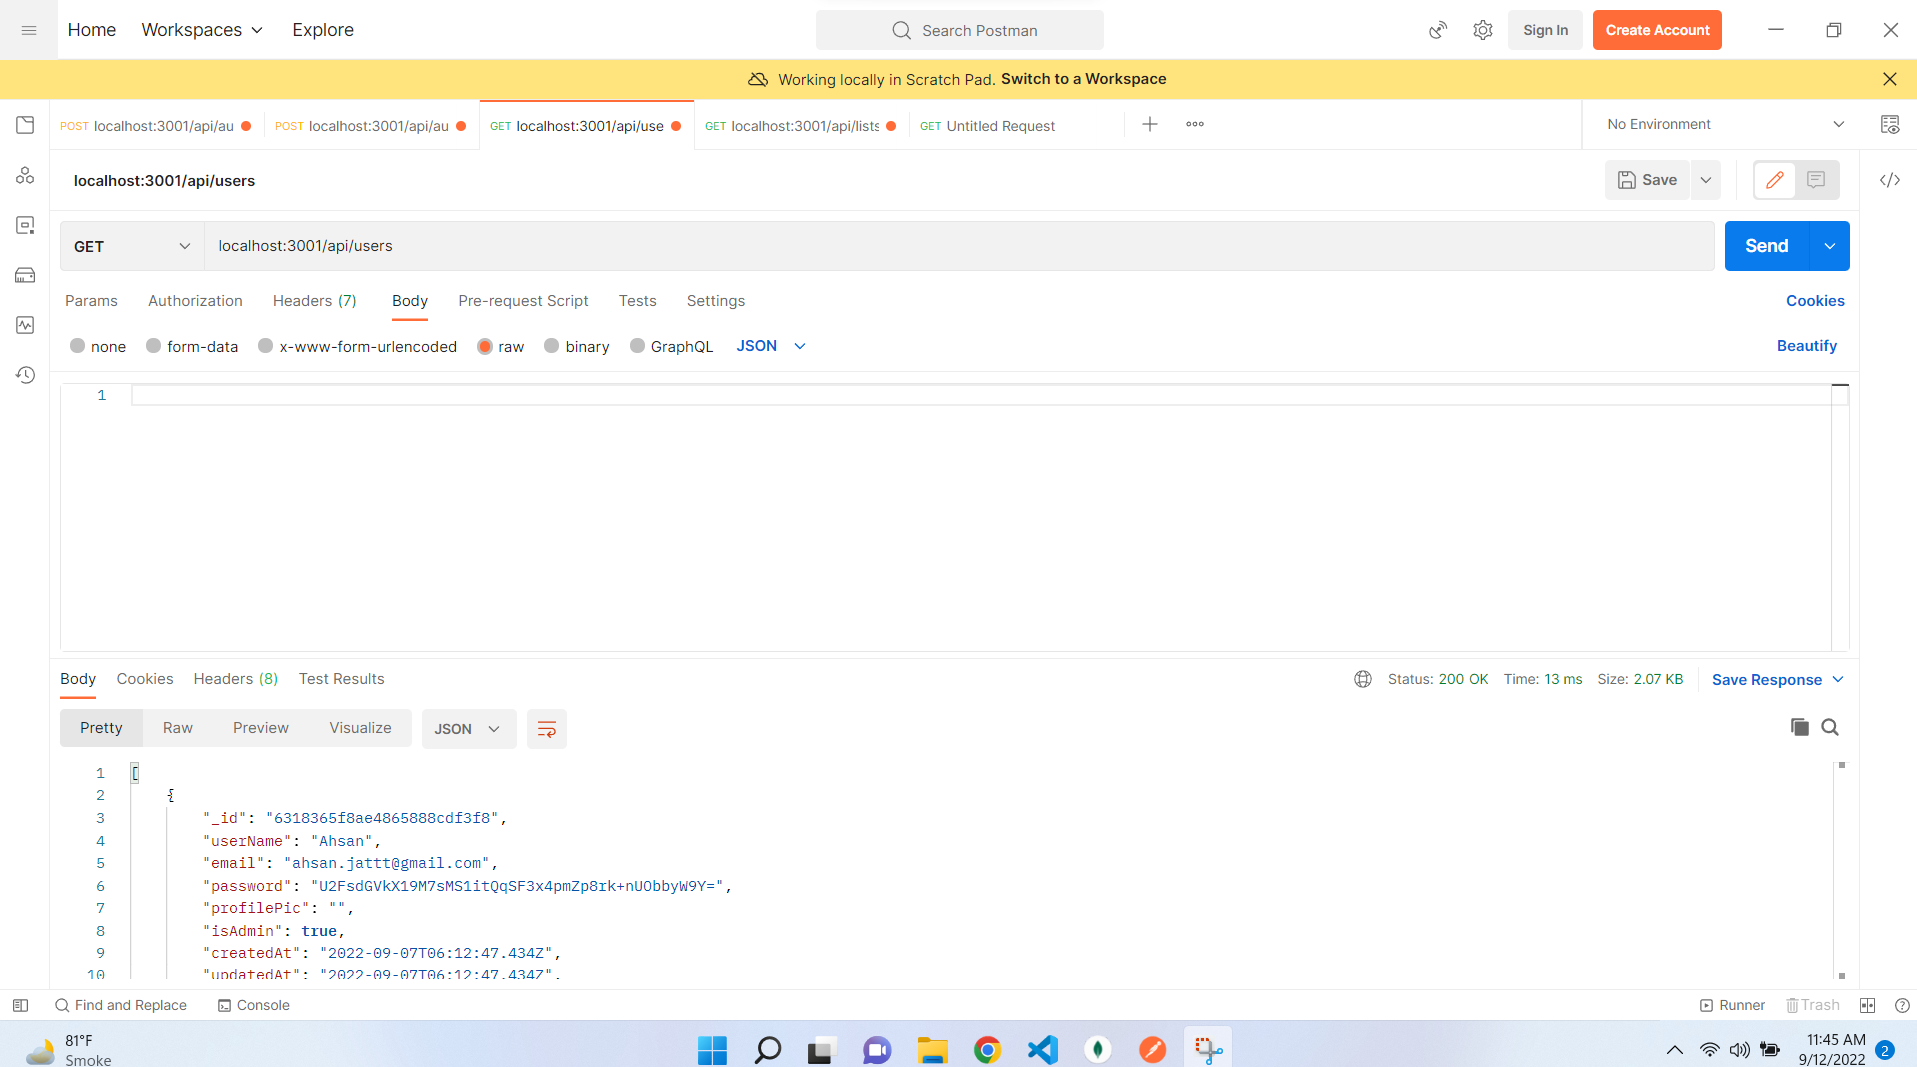 Home Workspaces Explore Search Postman Sign In Create Account
Working locally in Scratch Pad. Switch to a Workspace
POST localhost:3001/api/au POST localhost:3001/api/au GET localhost:3001/api/use GET localhost:3001/api/lists GET Untitled Request No Environment
localhost:3001/api/users Save
GET localhost:3001/api/users Send
Params Authorization Headers (7) Body Pre-request Script Tests Settings Cookies
none form-data x-www-form-urlencoded raw binary GraphQL JSON Beautify
1
Body Cookies Headers (8) Test Results Status: 200 OK Time: 13 ms Size: 2.07 KB Save Response
Pretty Raw Preview Visualize JSON
1 [
2 {
3 "_id": "6318365f8ae4865888cdf3f8",
4 "userName": "Ahsan",
5 "email": "ahsan.jattt@gmail.com",
6 "password": "U2FsdGVkX19M7sMS1itQqSF3x4pmZp8rk+nUObbyW9Y=",
7 "profilePic": "",
8 "isAdmin": true,
9 "createdAt": "2022-09-07T06:12:47.434Z",
10 "updatedAt": "2022-09-07T06:12:47.434Z",
Find and Replace Console Runner Trash
81°F
Smoke
11:45 AM
9/12/2022 2